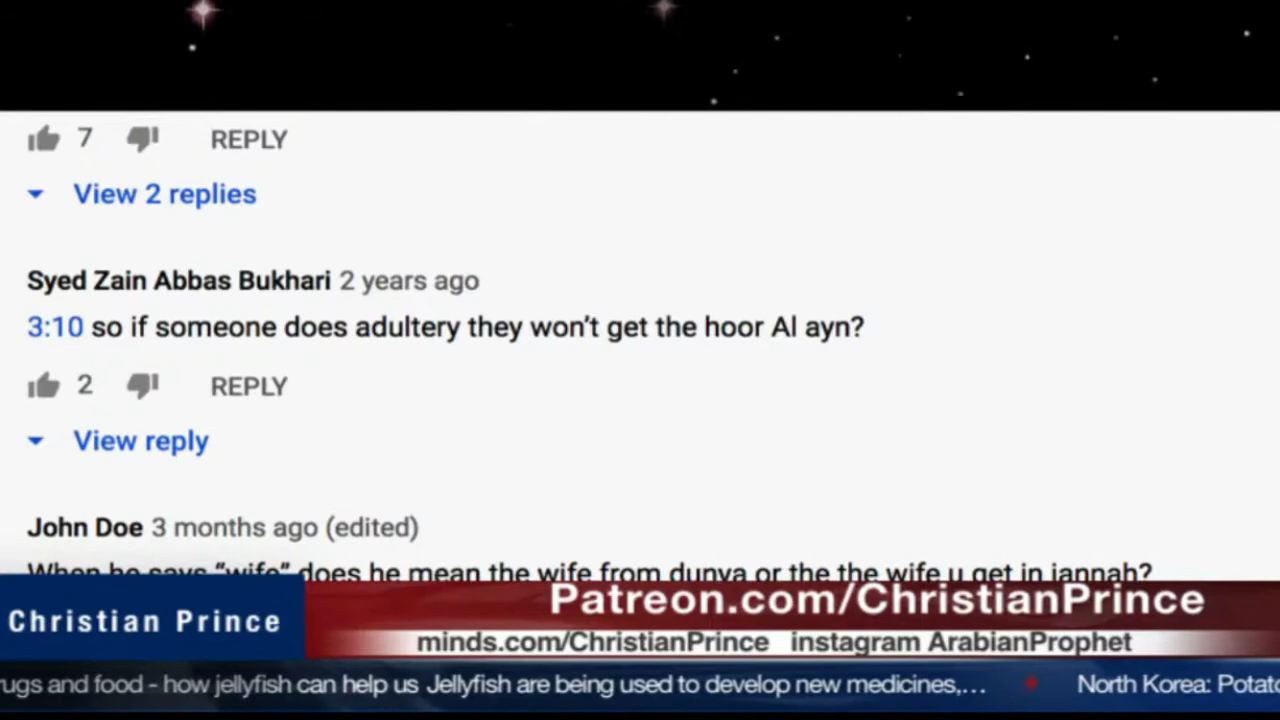 7 REPLY
View 2 replies
Syed Zain Abbas Bukhari 2 years ago
3:10 so if someone does adultery they won't get the hoor Al ayn?
2 REPLY
View reply
John Doe 3 months ago (edited)
When he says “wife” does he mean the wife from dunya or the the wife u get in jannah?
Christian Prince
Patreon.com/ChristianPrince
minds.com/ChristianPrince instagram ArabianProphet
rugs and food - how jellyfish can help us Jellyfish are being used to develop new medicines,... North Korea: Potato